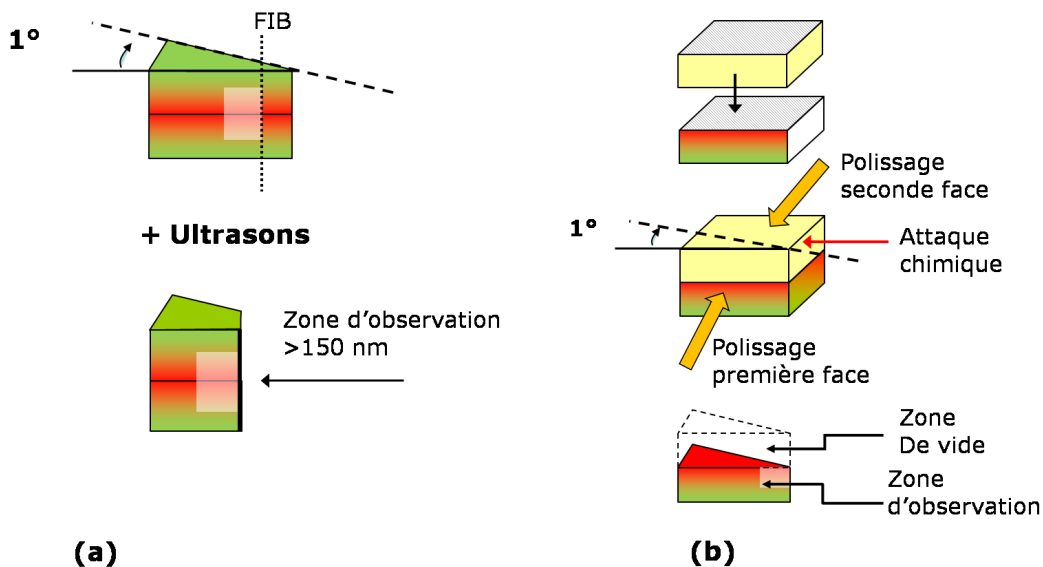 FIB
1°
+ Ultrasons
Zone d'observation
>150 nm
(a)
Polissage
seconde face
1°
Attaque
chimique
Polissage
première face
Zone
De vide
Zone
d'observation
(b)